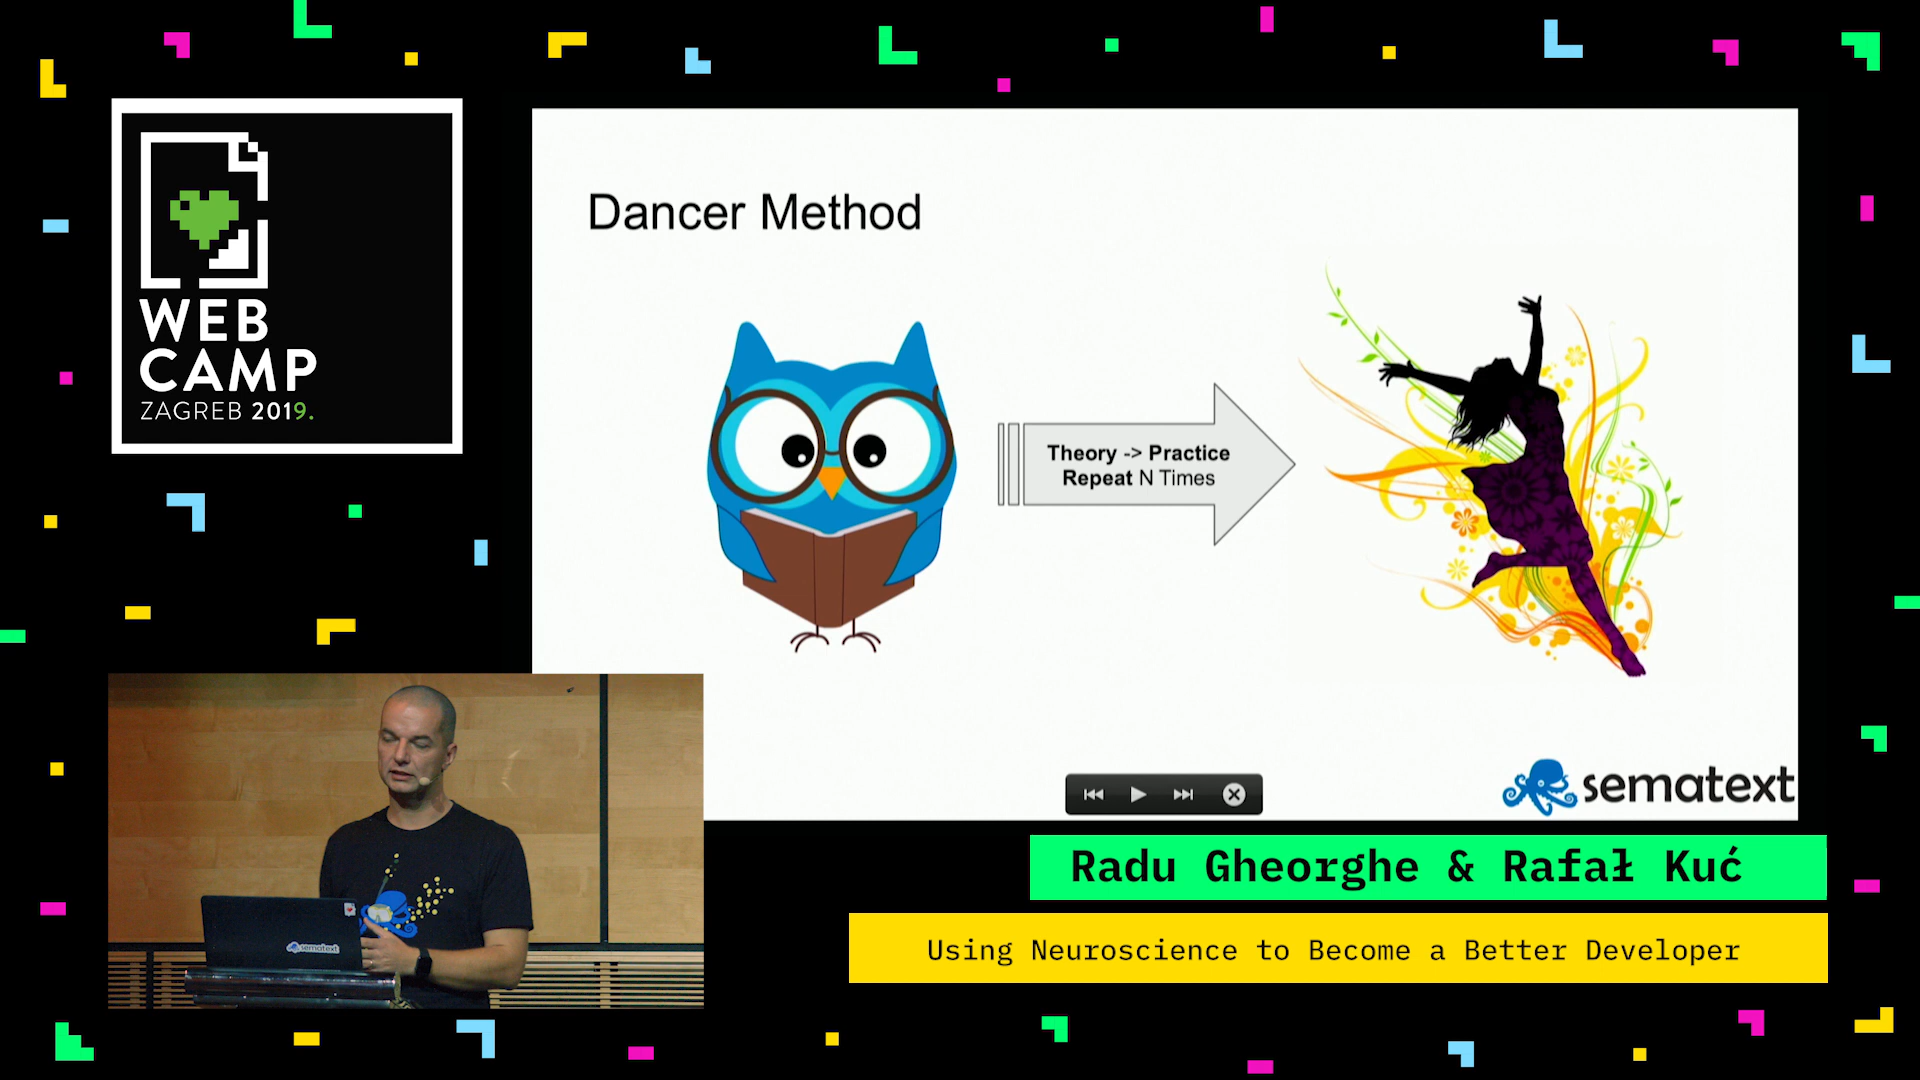 WEB
CAMP
ZAGREB 2019.
Dancer Method
Theory -> Practice
Repeat N Times
sematext
sematext
Radu Gheorghe & Rafał Kuć
Using Neuroscience to Become a Better Developer